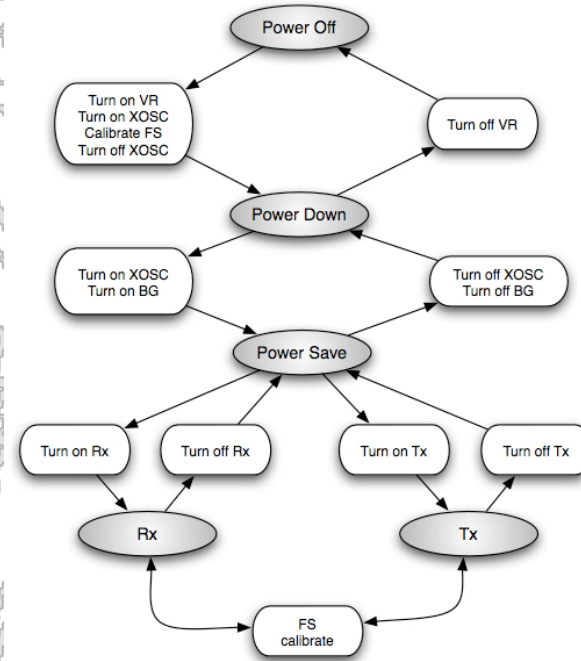 Power Off
Turn on VR
Turn on XOSC
Calibrate FS
Turn off XOSC
Turn off VR
Power Down
Turn on XOSC
Turn on BG
Turn off XOSC
Turn off BG
Power Save
Turn on Rx
Turn off Rx
Turn on Tx
Turn off Tx
Rx
Tx
FS
calibrate